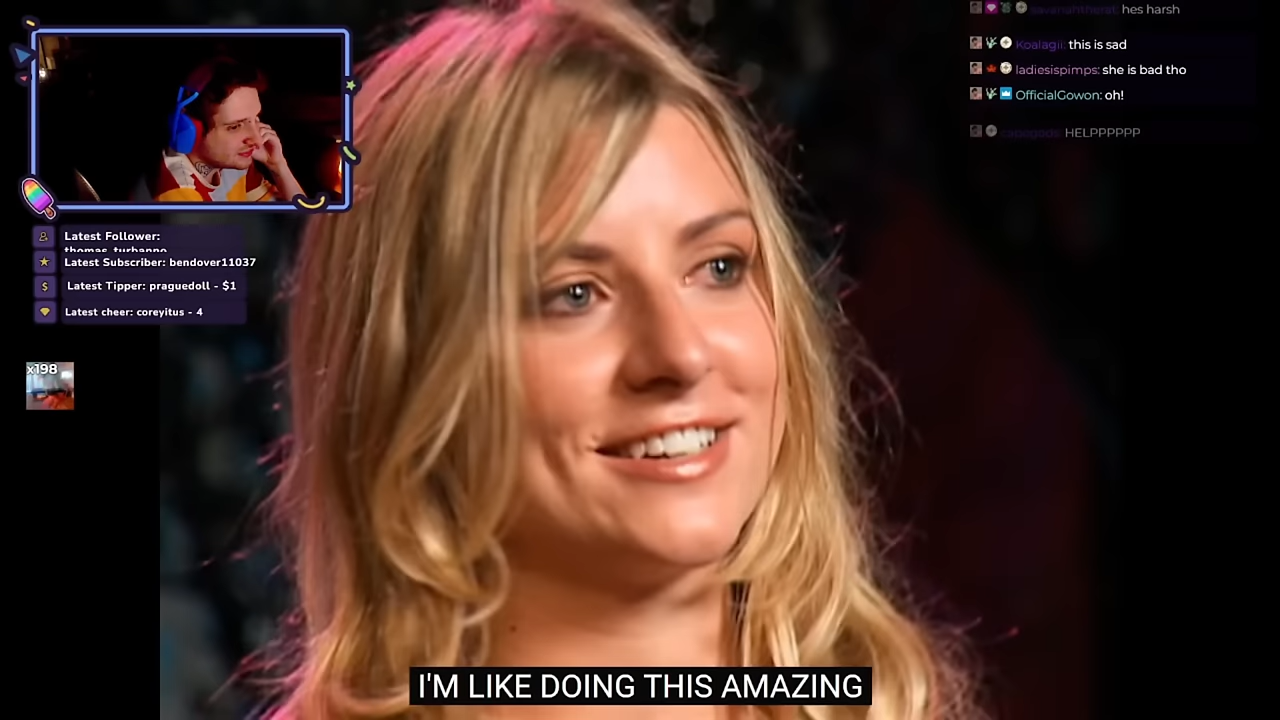 hes harsh
Koalagii: this is sad
ladiesispimps: she is bad tho
OfficialGowon: oh!
HELPPPPPP
Latest Follower:
thomas_turbanno
Latest Subscriber: bendover11037
Latest Tipper: praguedoll - $1
Latest cheer: coreyitus - 4
x198
I'M LIKE DOING THIS AMAZING